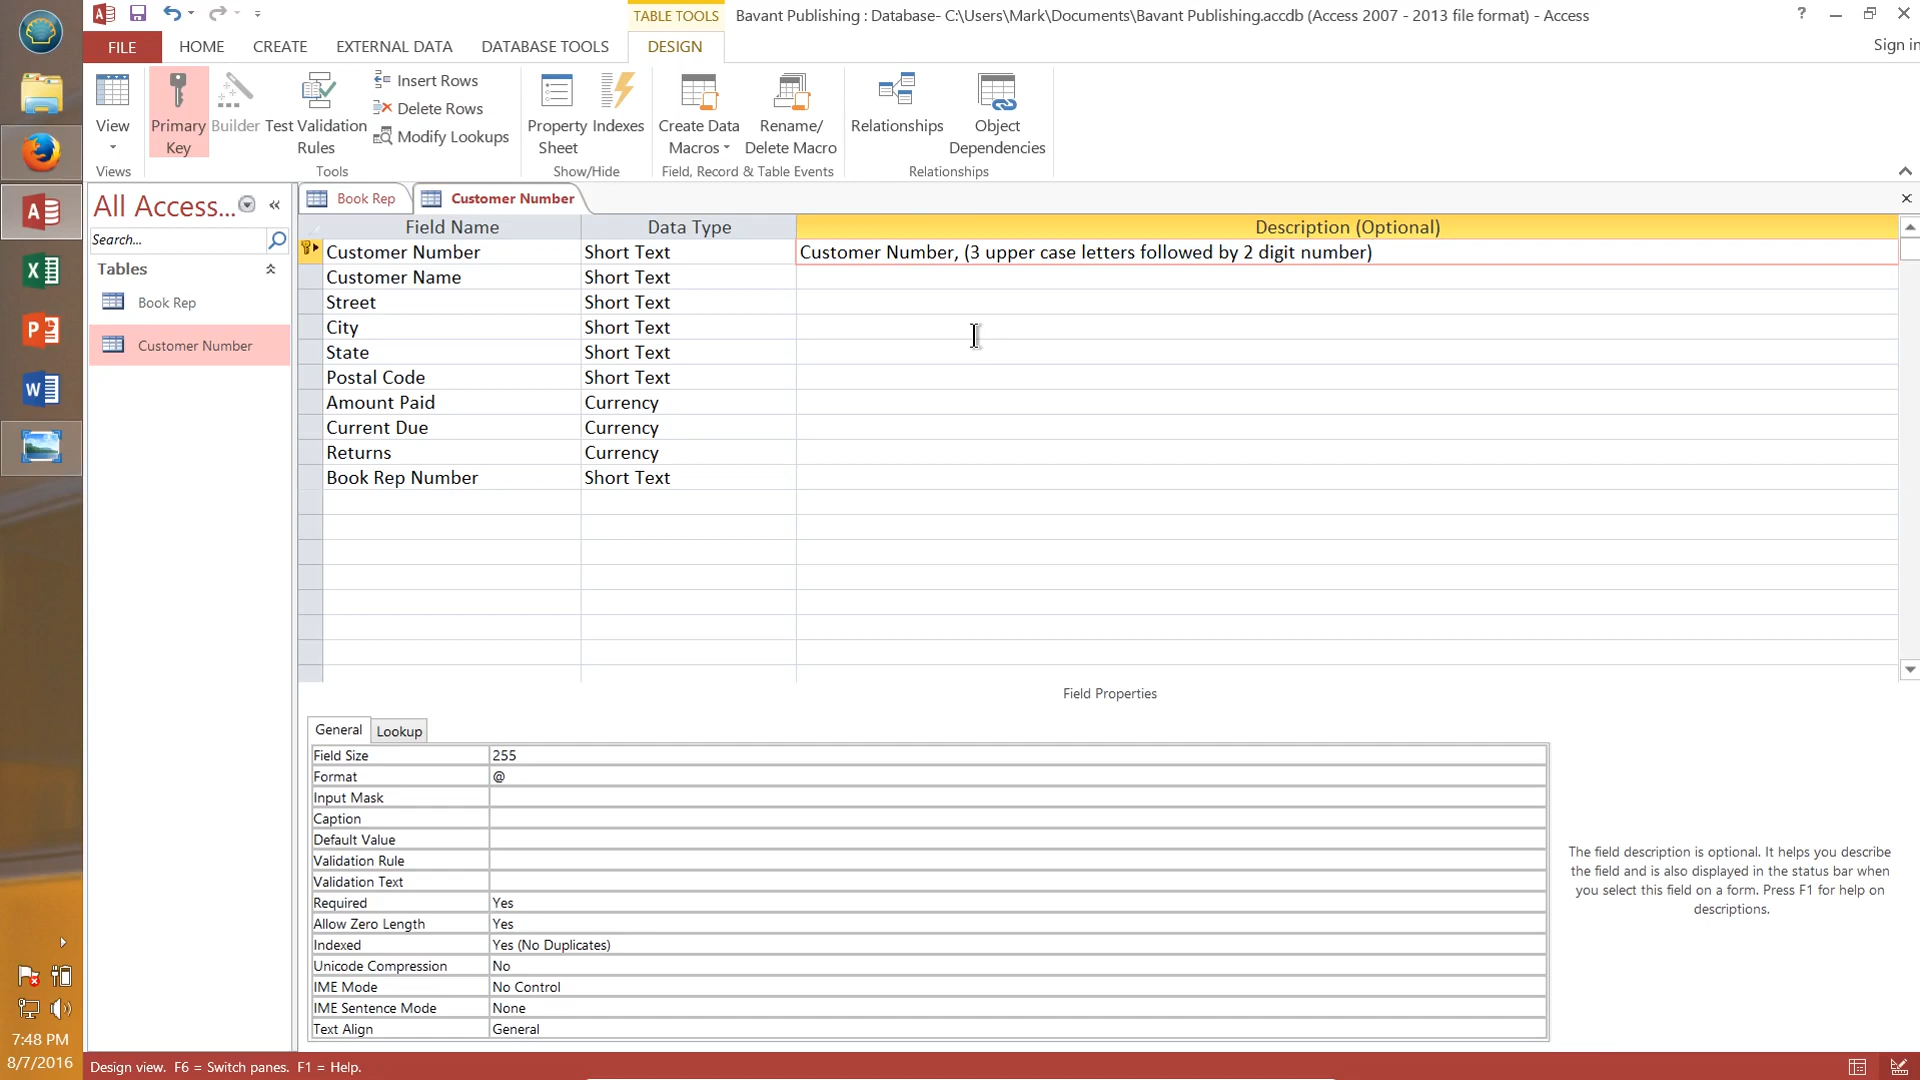 TABLE TOOLS
Bavant Publishing : Database- C:\Users\Mark\Documents\Bavant Publishing.accdb (Access 2007 - 2013 file format) - Access
?
FILE
HOME
CREATE
EXTERNAL DATA
DATABASE TOOLS
DESIGN
Sign in
View
Primary Key
Builder
Test Validation Rules
Insert Rows
Delete Rows
Modify Lookups
Property Sheet
Indexes
Create Data Macros
Rename/ Delete Macro
Relationships
Object Dependencies
Views
Tools
Show/Hide
Field, Record & Table Events
Relationships
All Access...
Search...
Tables
Book Rep
Customer Number
Book Rep
Customer Number
Field Name Data Type Description (Optional)
Customer Number Short Text Customer Number, (3 upper case letters followed by 2 digit number)
Customer Name Short Text
Street Short Text
City Short Text
State Short Text
Postal Code Short Text
Amount Paid Currency
Current Due Currency
Returns Currency
Book Rep Number Short Text
Field Properties
General
Lookup
Field Size 255
Format @
Input Mask
Caption
Default Value
Validation Rule
Validation Text
Required Yes
Allow Zero Length Yes
Indexed Yes (No Duplicates)
Unicode Compression No
IME Mode No Control
IME Sentence Mode None
Text Align General
The field description is optional. It helps you describe
the field and is also displayed in the status bar when
you select this field on a form. Press F1 for help on
descriptions.
7:48 PM
8/7/2016
Design view. F6 = Switch panes. F1 = Help.